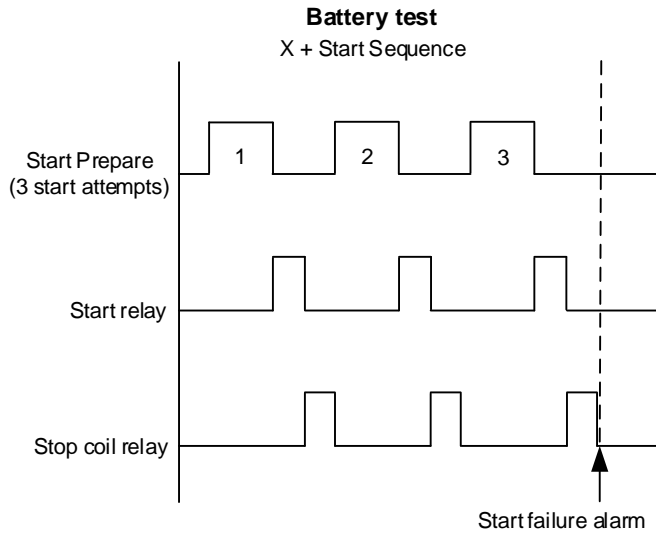 Battery test
X + Start Sequence
Start Prepare
(3 start attempts)
1
2
3
Start relay
Stop coil relay
Start failure alarm